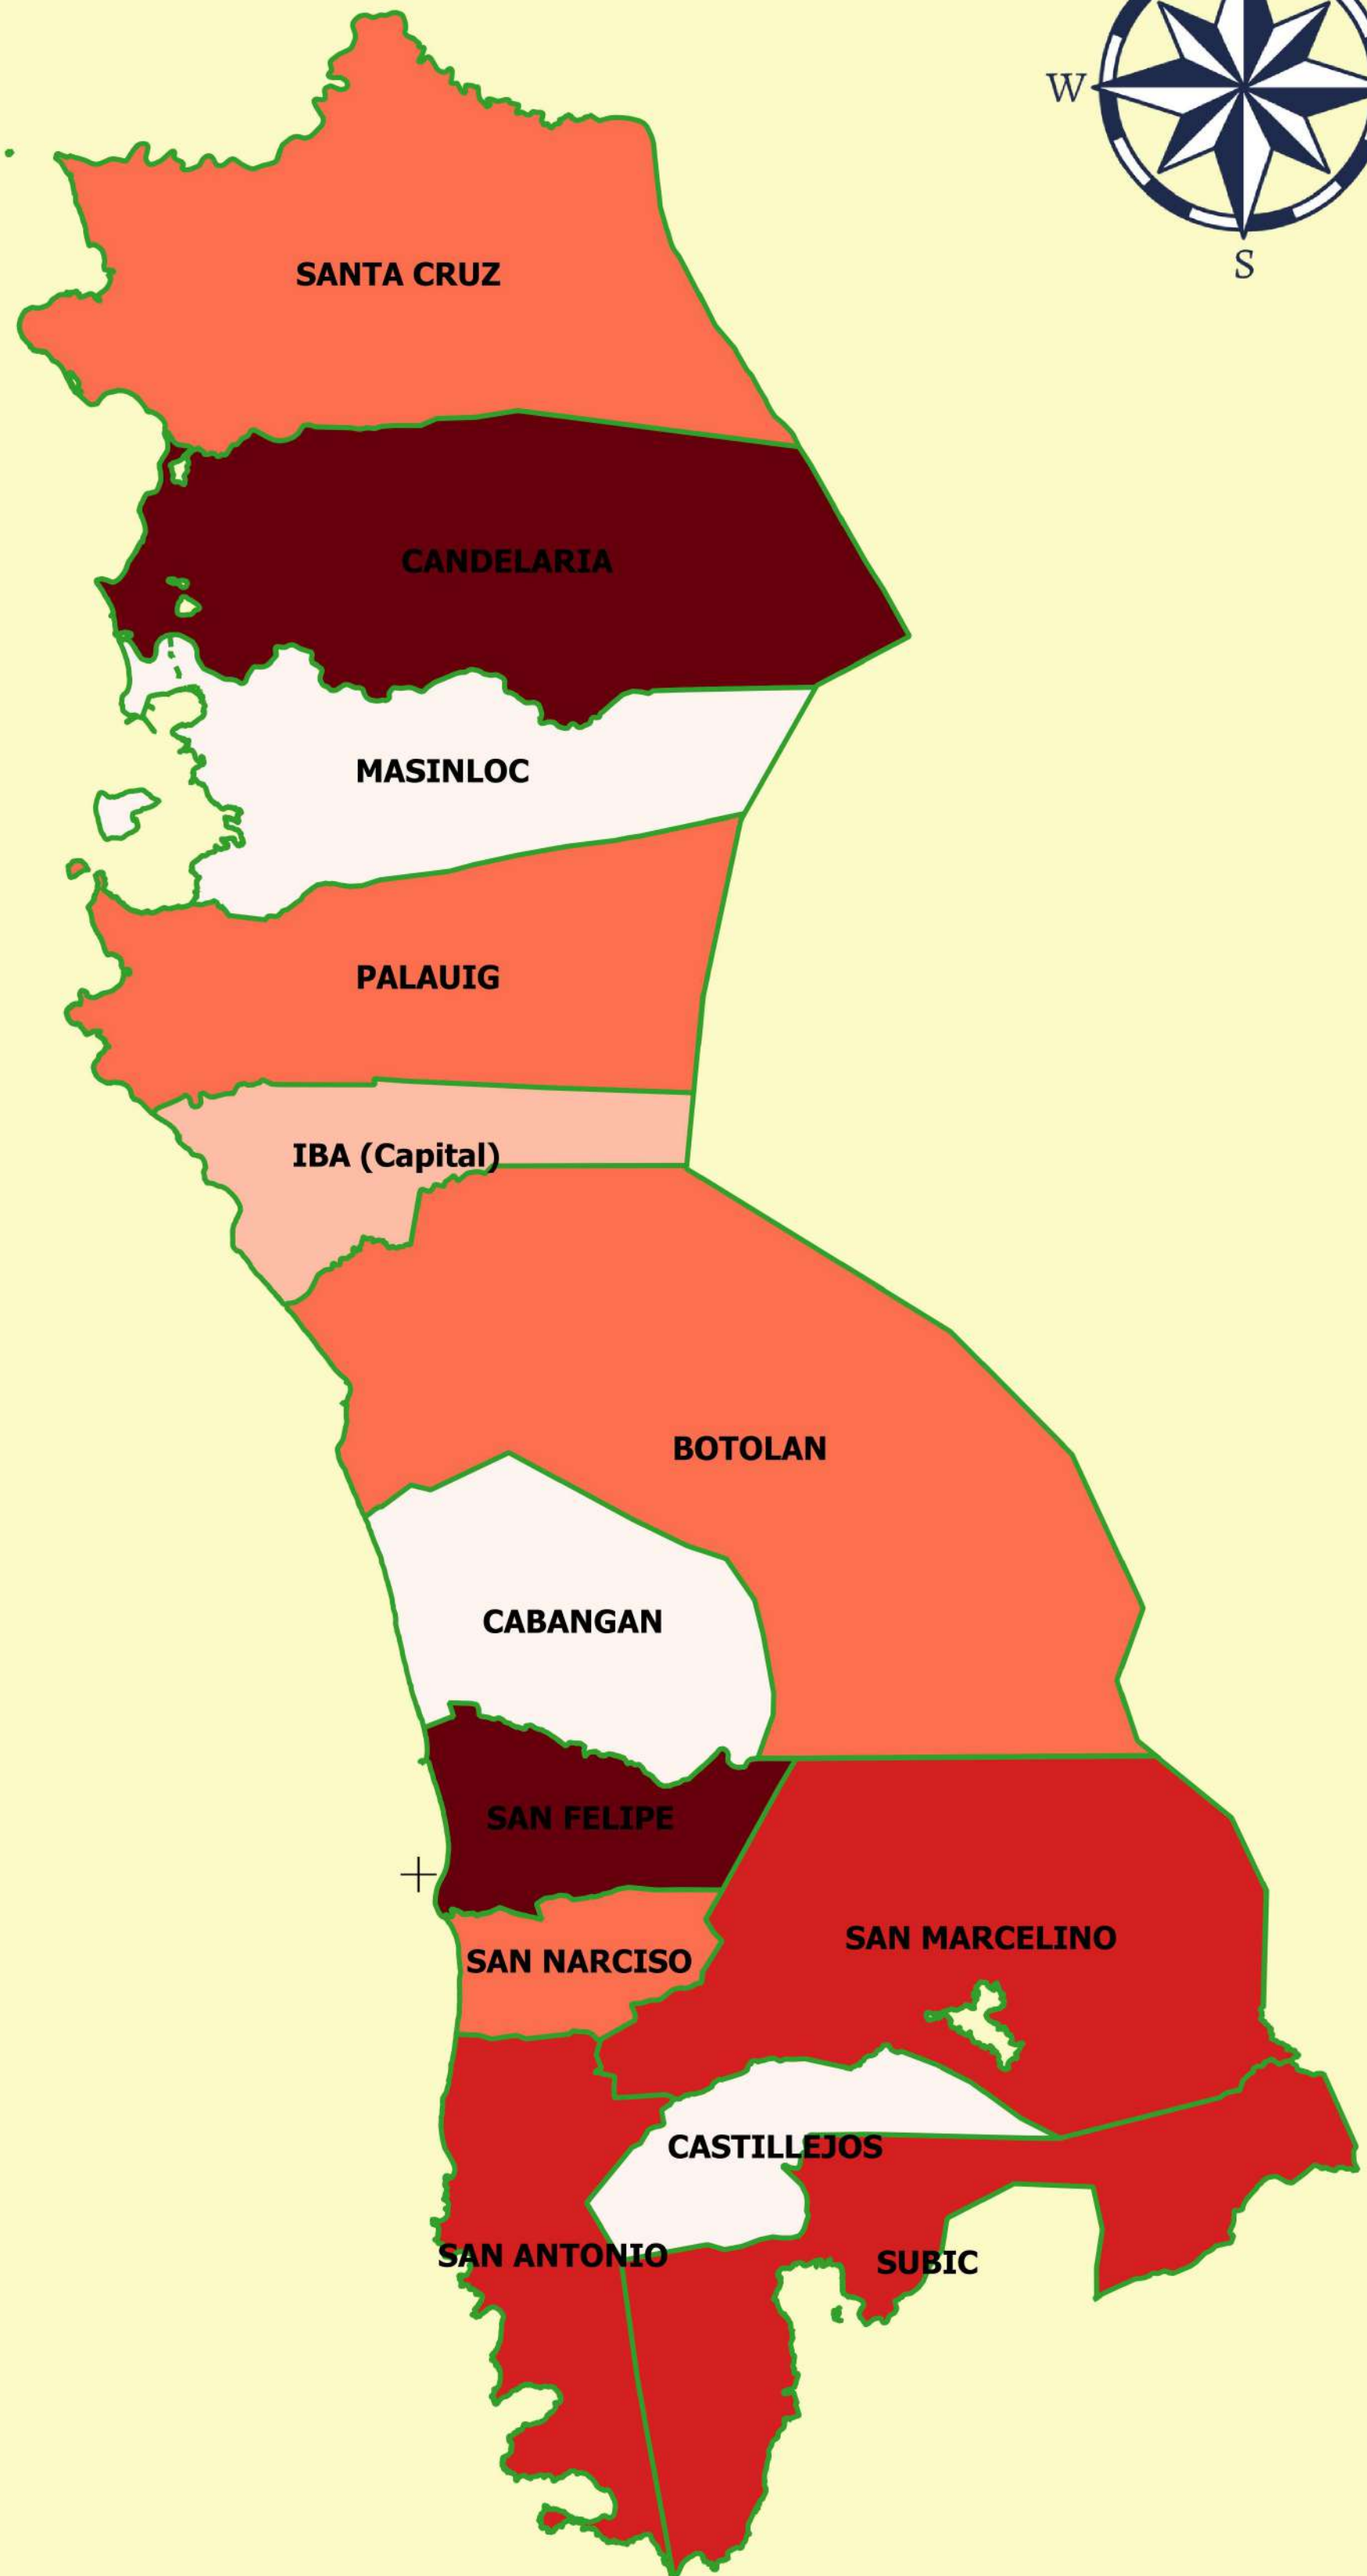 W
S
SANTA CRUZ
CANDELARIA
MASINLOC
PALAUIG
IBA (Capital)
BOTOLAN
CABANGAN
SAN FELIPE
SAN MARCELINO
SAN NARCISO
CASTILLEJOS
SAN ANTONIO
SUBIC